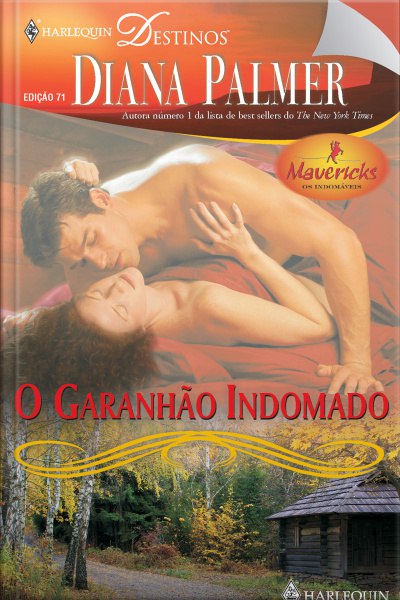 HARLEQUIN DESTINOS
EDIÇÃO 71
DIANA PALMER
Autora número 1 da lista de best sellers do The New York Times
Mavericks
OS INDOMÁVEIS
O GARANHÃO INDOMADO
HARLEQUIN